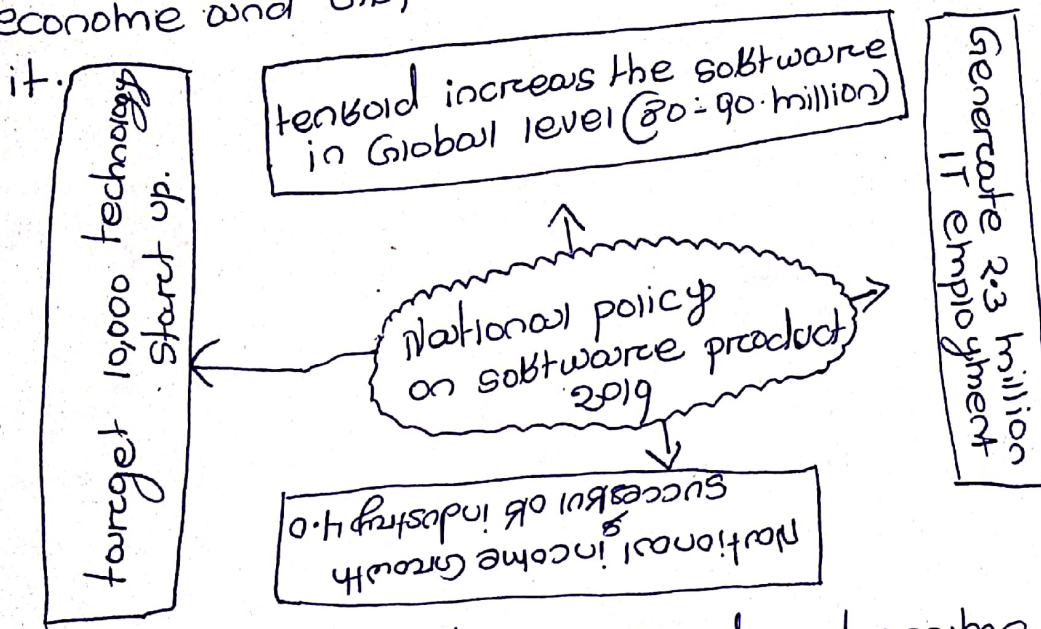 econome and
it.
tenfold increas the software
in Global level (80-90.million)
Generate 2.3 million
IT employment
target 10,000 technology
start up.
National policy
on software product
2019
National income Growth
&
succesful of industry 4.0